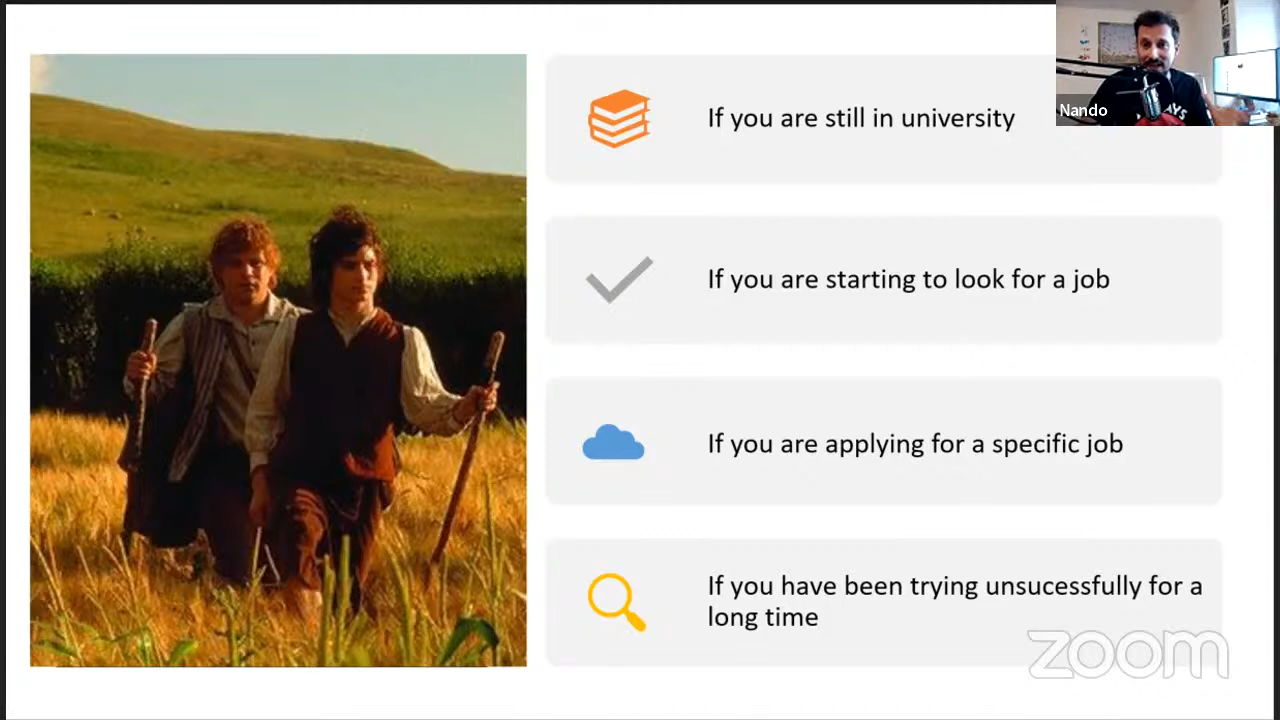 If you are still in university
Nando
If you are starting to look for a job
If you are applying for a specific job
If you have been trying unsucessfully for a
long time
zoom